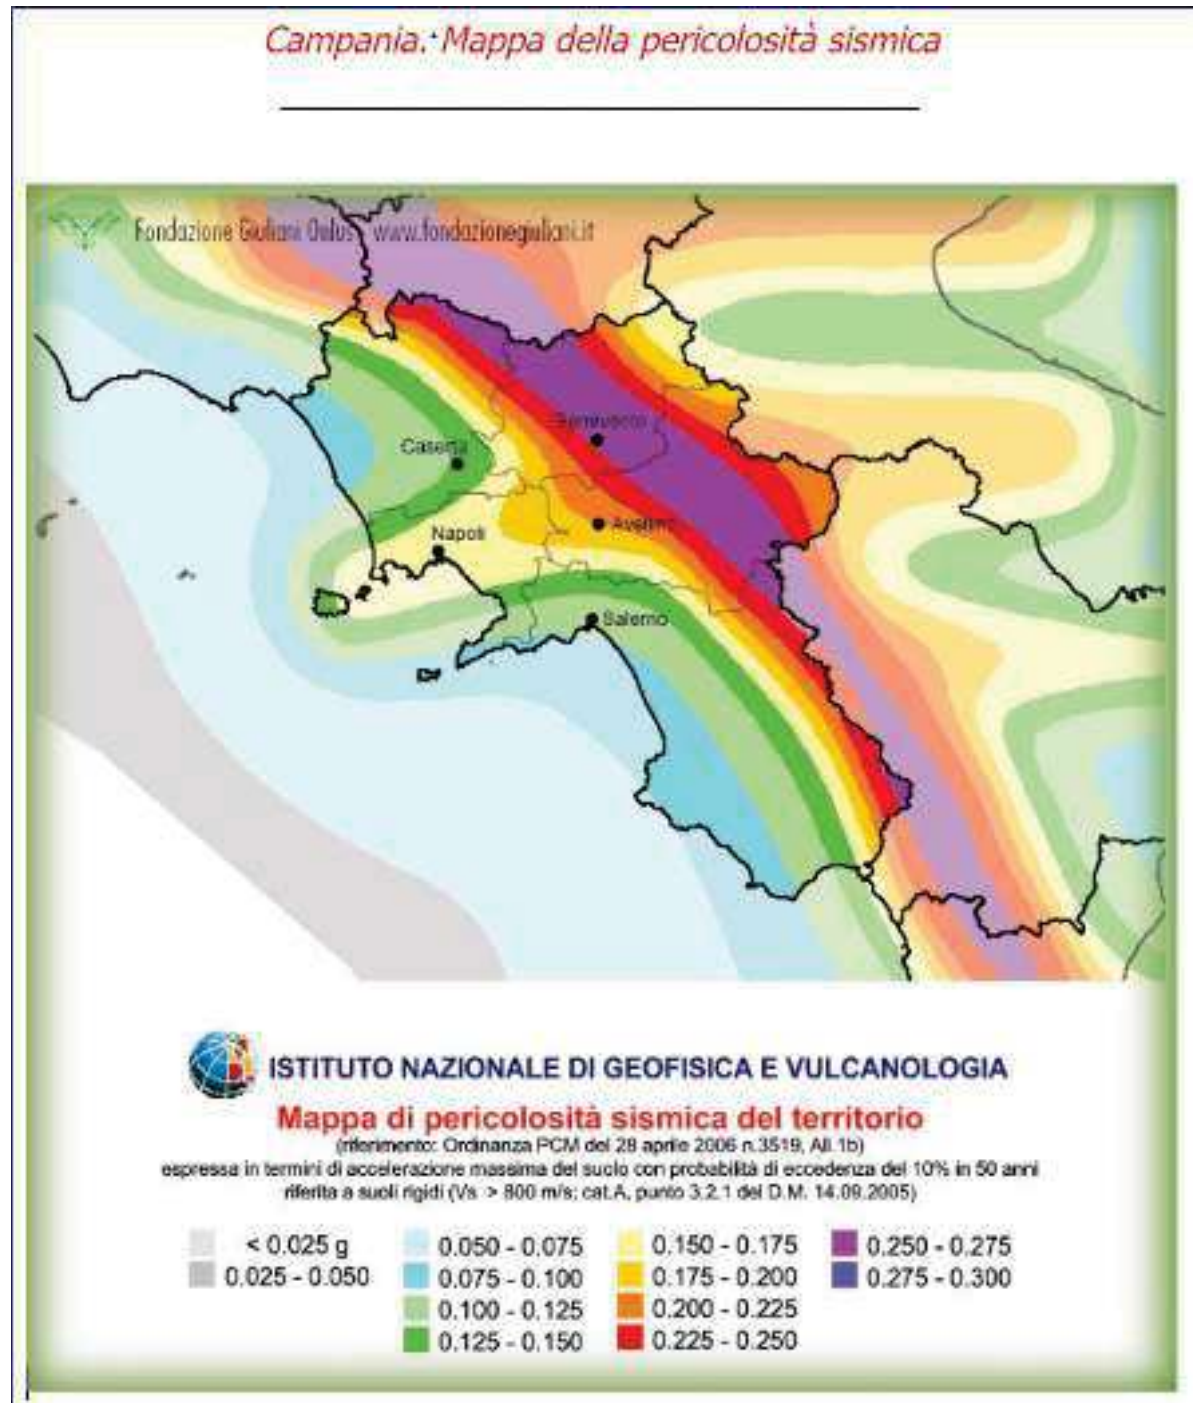 Campania. Mappa della pericolosità sismica
Fondazione Giuliani Onlus www.fondazionegiuliani.it
Benevento
Caserta
Avellino
Napoli
Salerno
ISTITUTO NAZIONALE DI GEOFISICA E VULCANOLOGIA
Mappa di pericolosità sismica del territorio
(riferimento: Ordinanza PCM del 28 aprile 2006 n.3519, All.1b)
espressa in termini di accelerazione massima del suolo con probabilità di eccedenza del 10% in 50 anni
riferita a suoli rigidi (Vs > 800 m/s; cat.A, punto 3.2.1 del D.M. 14.09.2005)
< 0.025 g
0.025 - 0.050
0.050 - 0.075
0.075 - 0.100
0.100 - 0.125
0.125 - 0.150
0.150 - 0.175
0.175 - 0.200
0.200 - 0.225
0.225 - 0.250
0.250 - 0.275
0.275 - 0.300